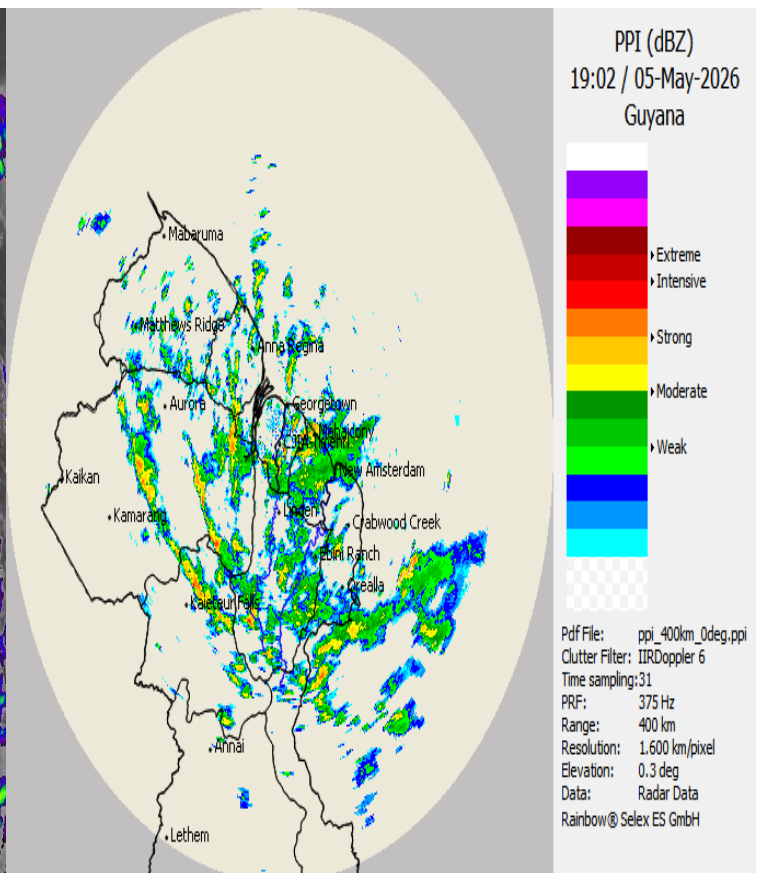 PPI (dBZ)
19:02 / 05-May-2026
Guyana
Extreme
Intensive
Strong
Moderate
Weak
Pdf File: ppi_400km_0deg.ppi
Clutter Filter: IIRDoppler 6
Time sampling:31
PRF: 375 Hz
Range: 400 km
Resolution: 1.600 km/pixel
Elevation: 0.3 deg
Data: Radar Data
Rainbow® Selex ES GmbH
Mabaruma
Matthews Ridge
Anna Regina
Aurora
Georgetown
Mahaicony
New Amsterdam
Kaikan
Kamarang
Linden
Crabwood Creek
Ebini Ranch
Orealla
Kaieteur Falls
Annai
Lethem